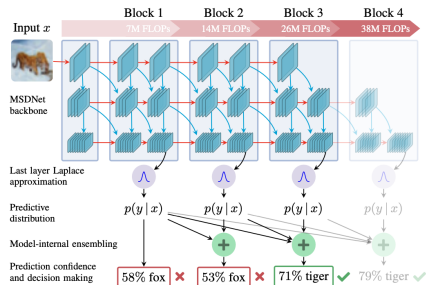 Block 1 Block 2 Block 3 Block 4
Input x 7M FLOPs 14M FLOPs 26M FLOPs 38M FLOPs
MSDNet
backbone
Last layer Laplace
approximation
Predictive
distribution
p(y | x) p(y | x) p(y | x) p(y | x)
Model-internal ensembling + + +
Prediction confidence
and decision making
58% fox ✘ 53% fox ✘ 71% tiger ✔ 79% tiger ✔